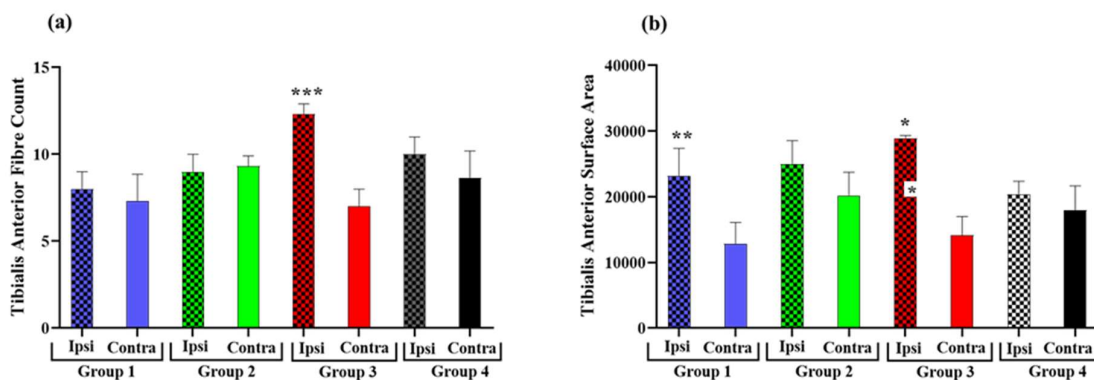 (a)
Tibialis Anterior Fibre Count
15
10
5
0
***
Ipsi Contra Ipsi Contra Ipsi Contra Ipsi Contra
Group 1 Group 2 Group 3 Group 4
(b)
Tibialis Anterior Surface Area
40000
30000
20000
10000
0
**
*
*
Ipsi Contra Ipsi Contra Ipsi Contra Ipsi Contra
Group 1 Group 2 Group 3 Group 4